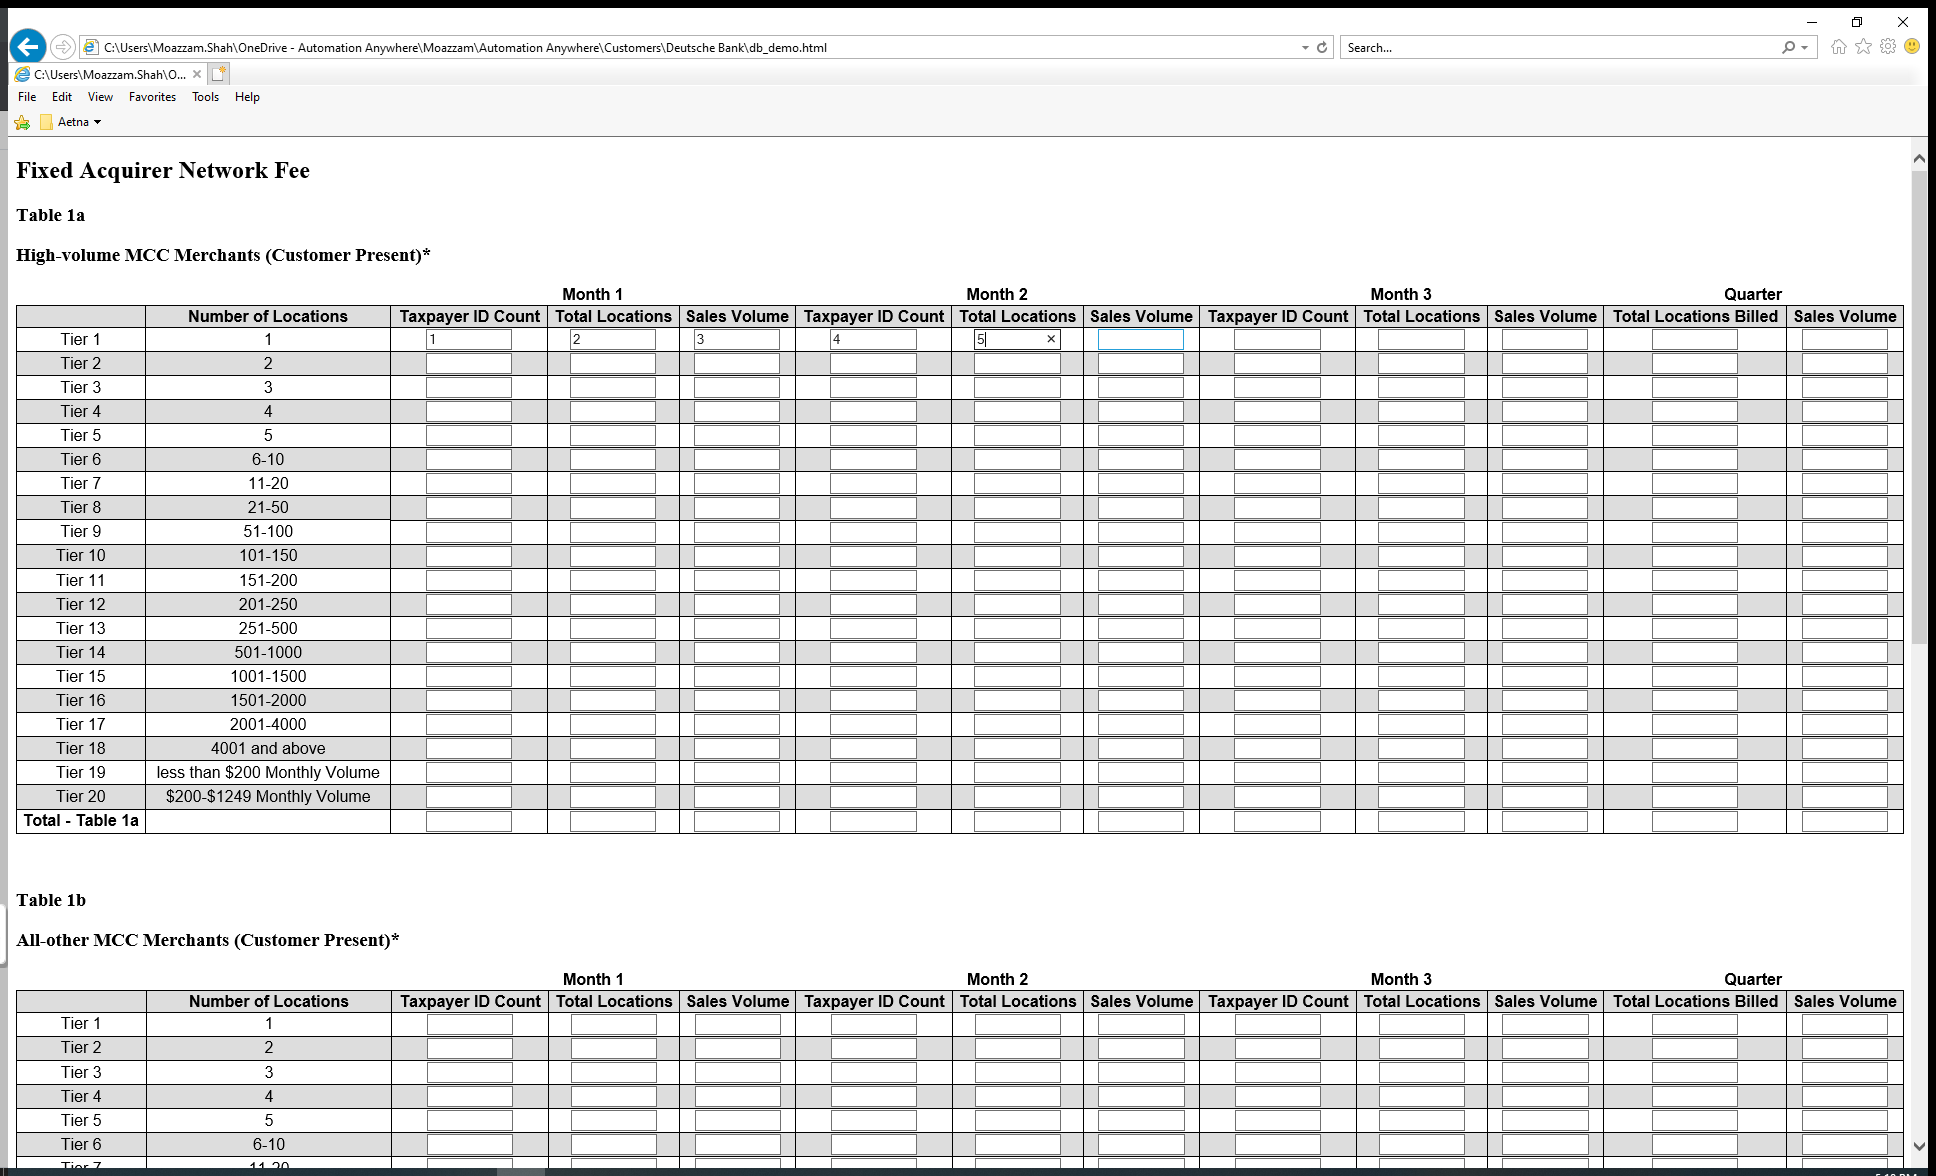 C:\Users\Moazzam.Shah\OneDrive - Automation Anywhere\Moazzam\Automation Anywhere\Customers\Deutsche Bank\db_demo.html
Search...
C:\Users\Moazzam.Shah\O...
File Edit View Favorites Tools Help
Aetna
Fixed Acquirer Network Fee
Table 1a
High-volume MCC Merchants (Customer Present)*
Month 1 Month 2 Month 3 Quarter
Number of Locations Taxpayer ID Count Total Locations Sales Volume Taxpayer ID Count Total Locations Sales Volume Taxpayer ID Count Total Locations Sales Volume Total Locations Billed Sales Volume
Tier 1 1 1 2 3 4 5
Tier 2 2
Tier 3 3
Tier 4 4
Tier 5 5
Tier 6 6-10
Tier 7 11-20
Tier 8 21-50
Tier 9 51-100
Tier 10 101-150
Tier 11 151-200
Tier 12 201-250
Tier 13 251-500
Tier 14 501-1000
Tier 15 1001-1500
Tier 16 1501-2000
Tier 17 2001-4000
Tier 18 4001 and above
Tier 19 less than $200 Monthly Volume
Tier 20 $200-$1249 Monthly Volume
Total - Table 1a
Table 1b
All-other MCC Merchants (Customer Present)*
Month 1 Month 2 Month 3 Quarter
Number of Locations Taxpayer ID Count Total Locations Sales Volume Taxpayer ID Count Total Locations Sales Volume Taxpayer ID Count Total Locations Sales Volume Total Locations Billed Sales Volume
Tier 1 1
Tier 2 2
Tier 3 3
Tier 4 4
Tier 5 5
Tier 6 6-10
Tier 7 11-20